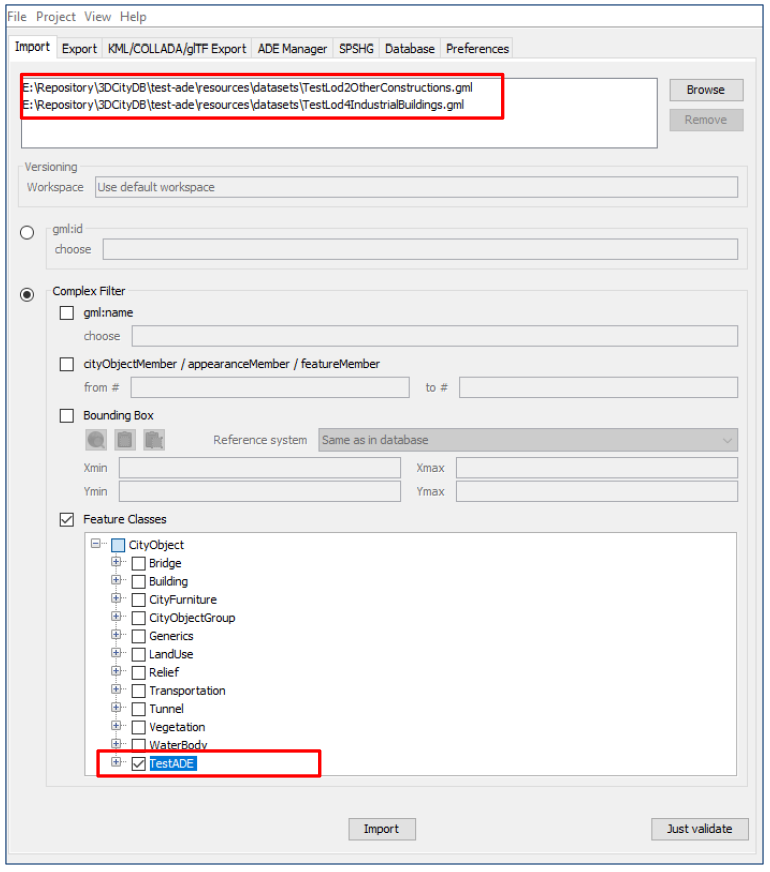 File Project View Help
Import Export KML/COLLADA/glTF Export ADE Manager SPSHG Database Preferences
E:\Repository\3DCityDB\test-ade\resources\datasets\TestLod2OtherConstructions.gml
E:\Repository\3DCityDB\test-ade\resources\datasets\TestLod4IndustrialBuildings.gml
Browse
Remove
Versioning
Workspace Use default workspace
gml:id
choose
Complex Filter
gml:name
choose
cityObjectMember / appearanceMember / featureMember
from # to #
Bounding Box
Reference system Same as in database
Xmin Xmax
Ymin Ymax
Feature Classes
CityObject
Bridge
Building
CityFurniture
CityObjectGroup
Generics
LandUse
Relief
Transportation
Tunnel
Vegetation
WaterBody
TestADE
Import Just validate